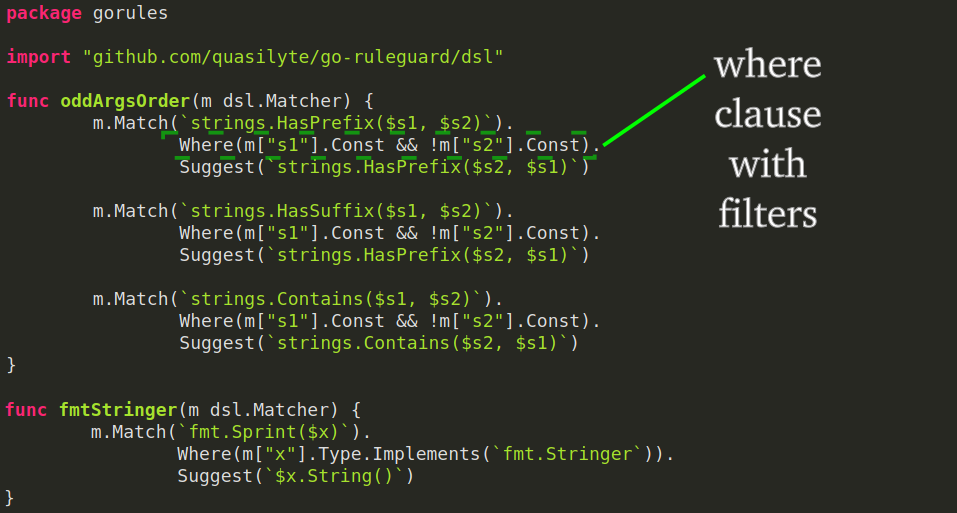 package gorules
import "github.com/quasilyte/go-ruleguard/dsl"
func oddArgsOrder(m dsl.Matcher) {
m.Match(`strings.HasPrefix($s1, $s2)`).
Where(m["s1"].Const && !m["s2"].Const).
Suggest(`strings.HasPrefix($s2, $s1)`)
m.Match(`strings.HasSuffix($s1, $s2)`).
Where(m["s1"].Const && !m["s2"].Const).
Suggest(`strings.HasPrefix($s2, $s1)`)
m.Match(`strings.Contains($s1, $s2)`).
Where(m["s1"].Const && !m["s2"].Const).
Suggest(`strings.Contains($s2, $s1)`)
}
func fmtStringer(m dsl.Matcher) {
m.Match(`fmt.Sprint($x)`).
Where(m["x"].Type.Implements(`fmt.Stringer`)).
Suggest(`$x.String()`)
}
where
clause
with
filters